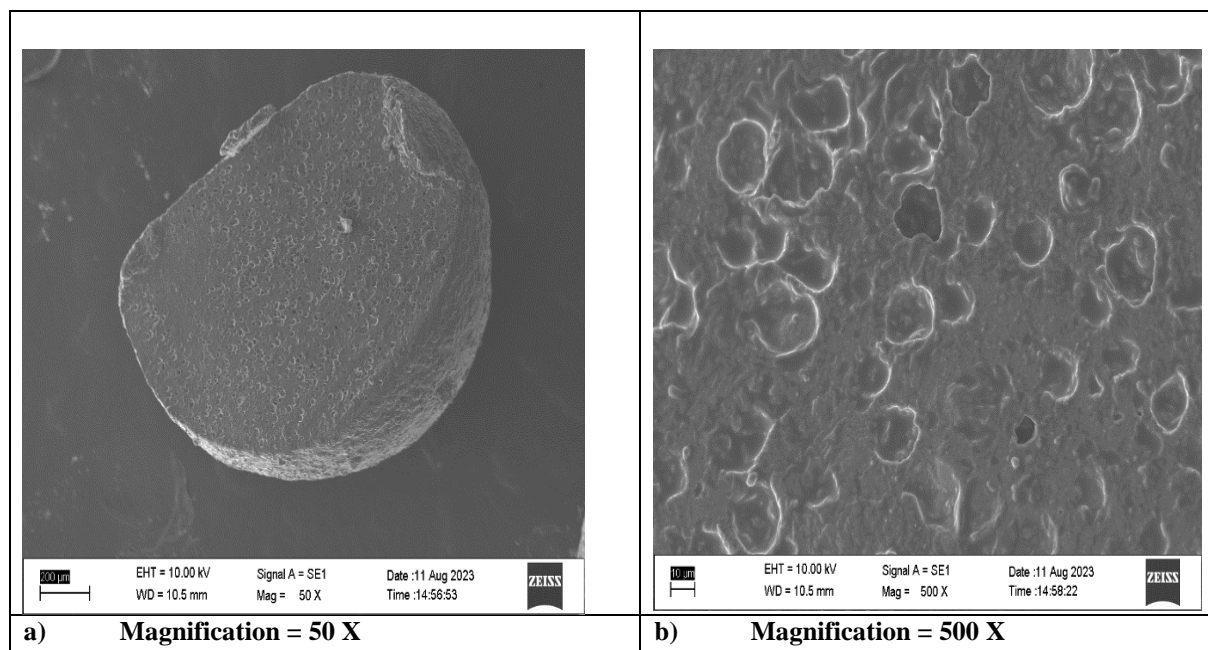 200 µm
EHT = 10.00 kV
Signal A = SE1
Date :11 Aug 2023
WD = 10.5 mm
Mag = 50 X
Time :14:56:53
ZEISS
10 µm
EHT = 10.00 kV
Signal A = SE1
Date :11 Aug 2023
WD = 10.5 mm
Mag = 500 X
Time :14:58:22
ZEISS
a) Magnification = 50 X
b) Magnification = 500 X